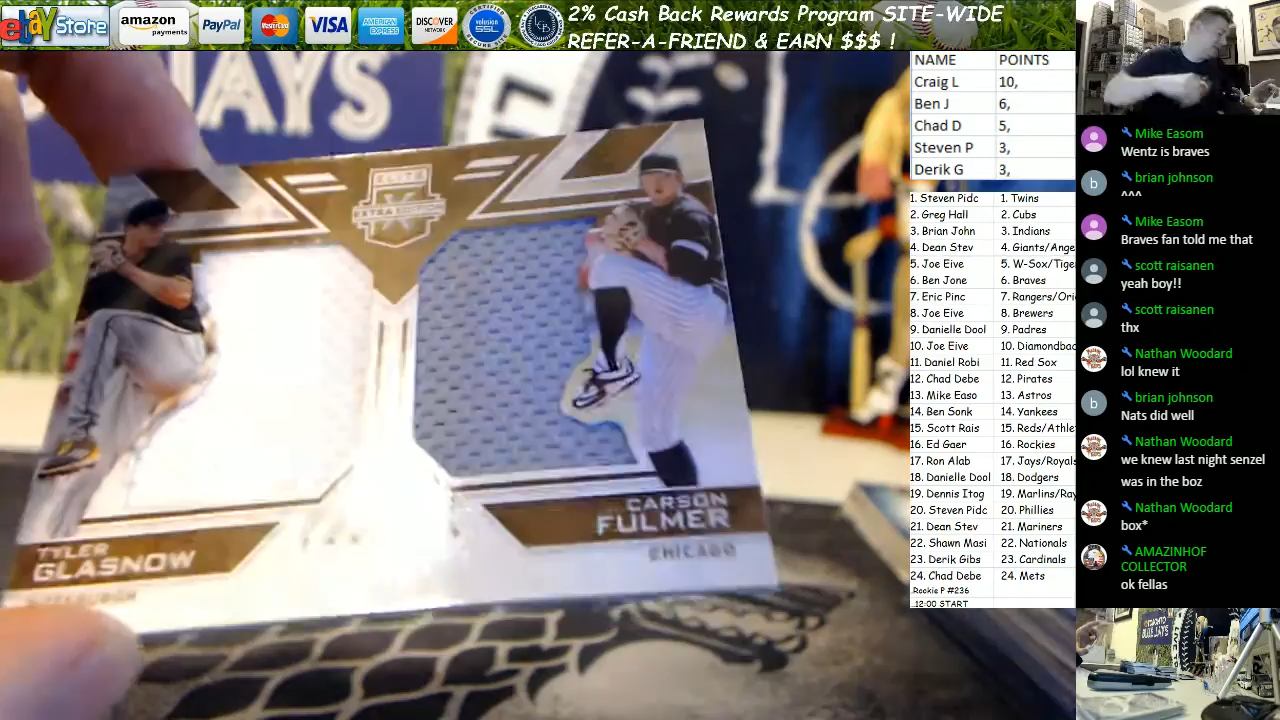 ebay Store
amazon
payments
PayPal
MasterCard
VISA
AMERICAN
EXPRESS
DISCOVER
NETWORK
volusion
SSL
2% Cash Back Rewards Program SITE-WIDE
REFER-A-FRIEND & EARN $$$ !
NAME POINTS
Craig L 10,
Ben J 6,
Chad D 5,
Steven P 3,
Derik G 3,
1. Steven Pidc 1. Twins
2. Greg Hall 2. Cubs
3. Brian John 3. Indians
4. Dean Stev 4. Giants/Ange
5. Joe Eive 5. W-Sox/Tige
6. Ben Jone 6. Braves
7. Eric Pinc 7. Rangers/Ori
8. Joe Eive 8. Brewers
9. Danielle Dool 9. Padres
10. Joe Eive 10. Diamondbac
11. Daniel Robi 11. Red Sox
12. Chad Debe 12. Pirates
13. Mike Easo 13. Astros
14. Ben Sonk 14. Yankees
15. Scott Rais 15. Reds/Athle
16. Ed Gaer 16. Rockies
17. Ron Alab 17. Jays/Royals
18. Danielle Dool 18. Dodgers
19. Dennis Itog 19. Marlins/Ray
20. Steven Pidc 20. Phillies
21. Dean Stev 21. Mariners
22. Shawn Masi 22. Nationals
23. Derik Gibs 23. Cardinals
24. Chad Debe 24. Mets
.Rookie P #236
..12:00 START
Mike Easom
Wentz is braves
b
brian johnson
^^^
Mike Easom
Braves fan told me that
scott raisanen
yeah boy!!
scott raisanen
thx
Nathan Woodard
lol knew it
b
brian johnson
Nats did well
Nathan Woodard
we knew last night senzel
was in the boz
Nathan Woodard
box*
AMAZINHOF
COLLECTOR
ok fellas
JAYS
ELITE
EXTRA EDITION
TYLER
GLASNOW
CARSON
FULMER
CHICAGO
BLUE JAYS